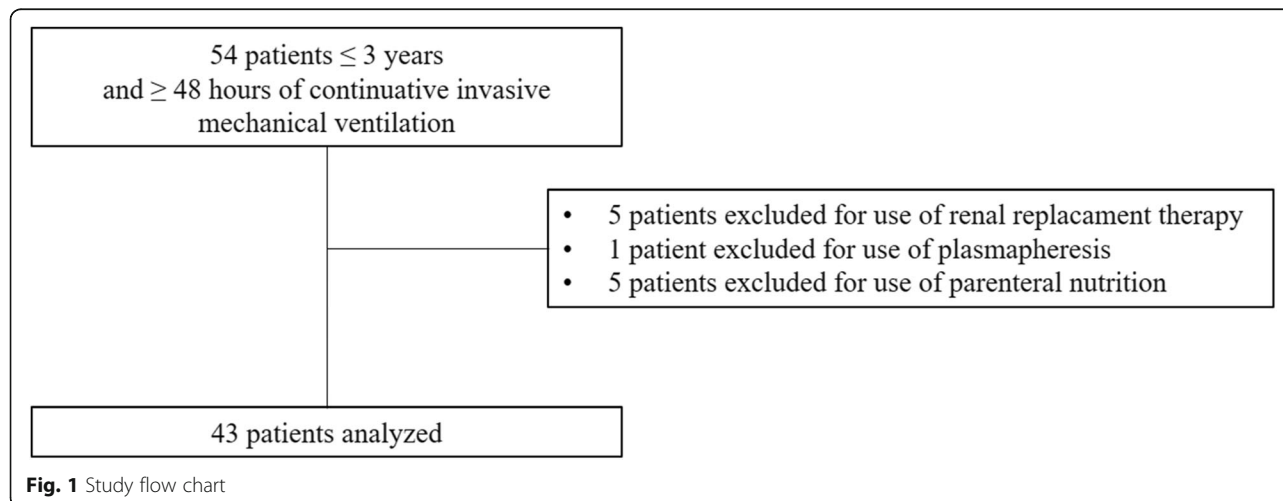 54 patients ≤ 3 years
and ≥ 48 hours of continuative invasive
mechanical ventilation
• 5 patients excluded for use of renal replacament therapy
• 1 patient excluded for use of plasmapheresis
• 5 patients excluded for use of parenteral nutrition
43 patients analyzed
Fig. 1 Study flow chart